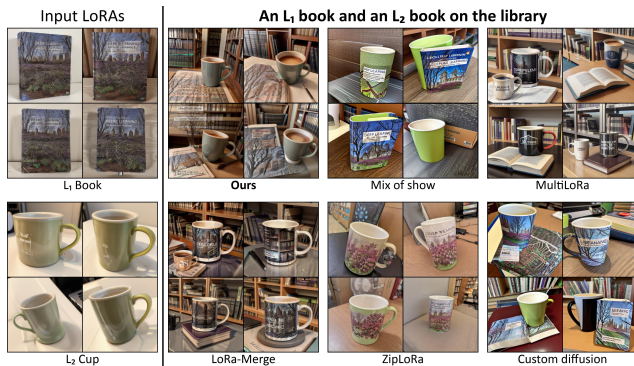 Input LoRAs
An L₁ book and an L₂ book on the library
L₁ Book
Ours
Mix of show
MultiLoRa
L₂ Cup
LoRa-Merge
ZipLoRa
Custom diffusion